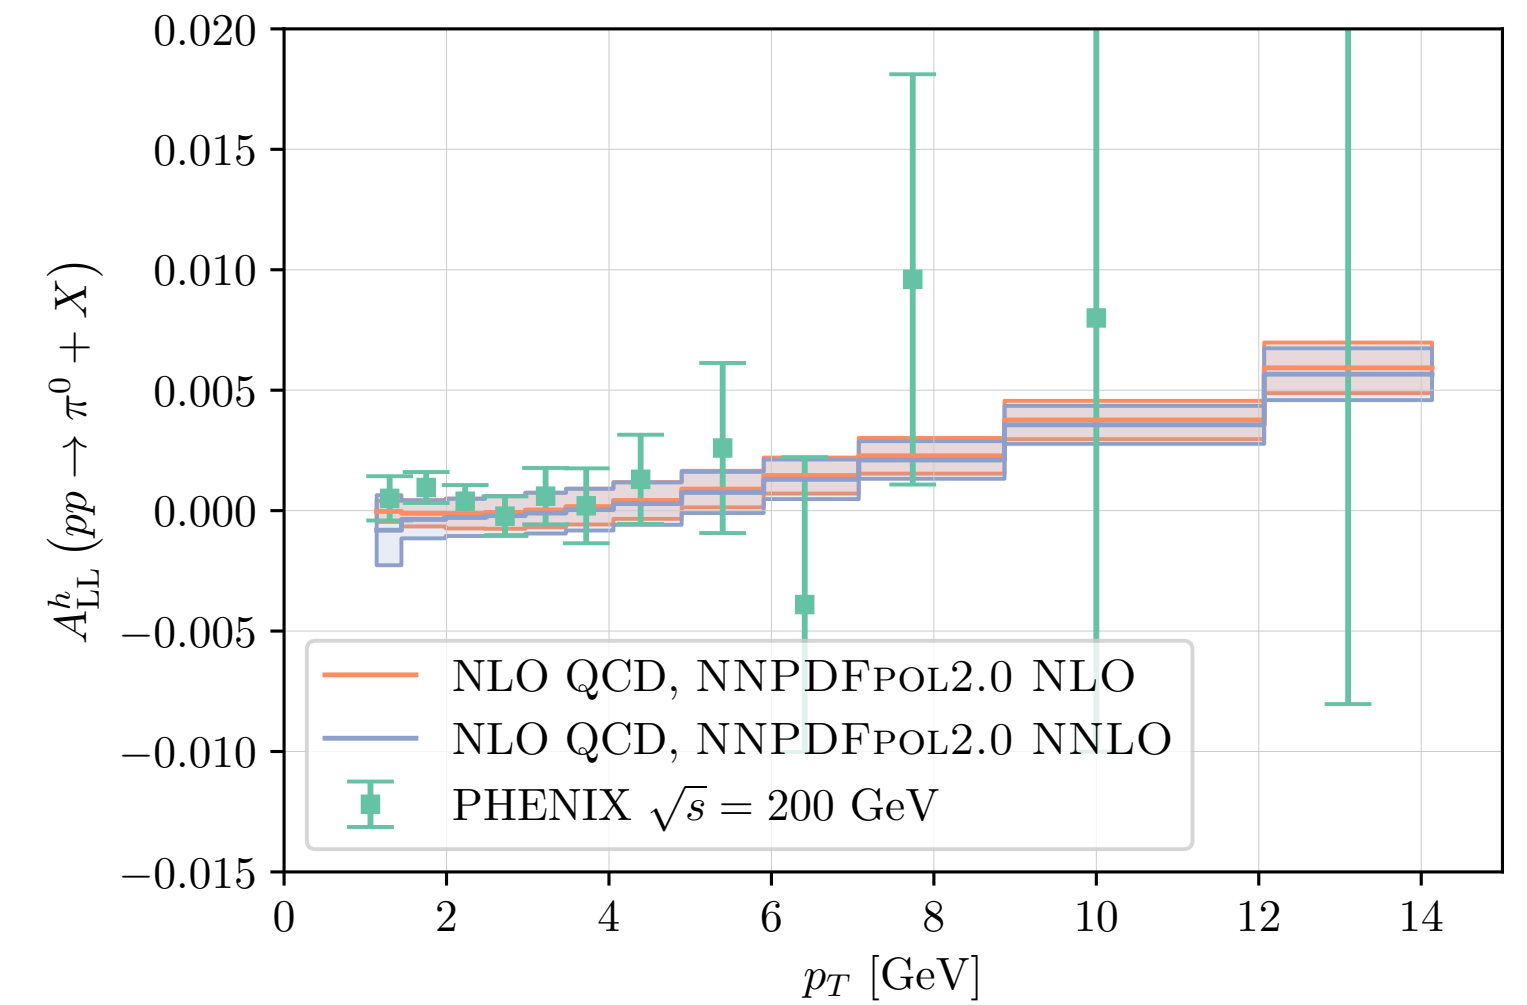 0.020
0.015
0.010
0.005
0.000
−0.005
−0.010
−0.015
A^h_LL (pp → π^0 + X)
NLO QCD, NNPDFPOL2.0 NLO
NLO QCD, NNPDFPOL2.0 NNLO
PHENIX √s = 200 GeV
0 2 4 6 8 10 12 14
p_T [GeV]